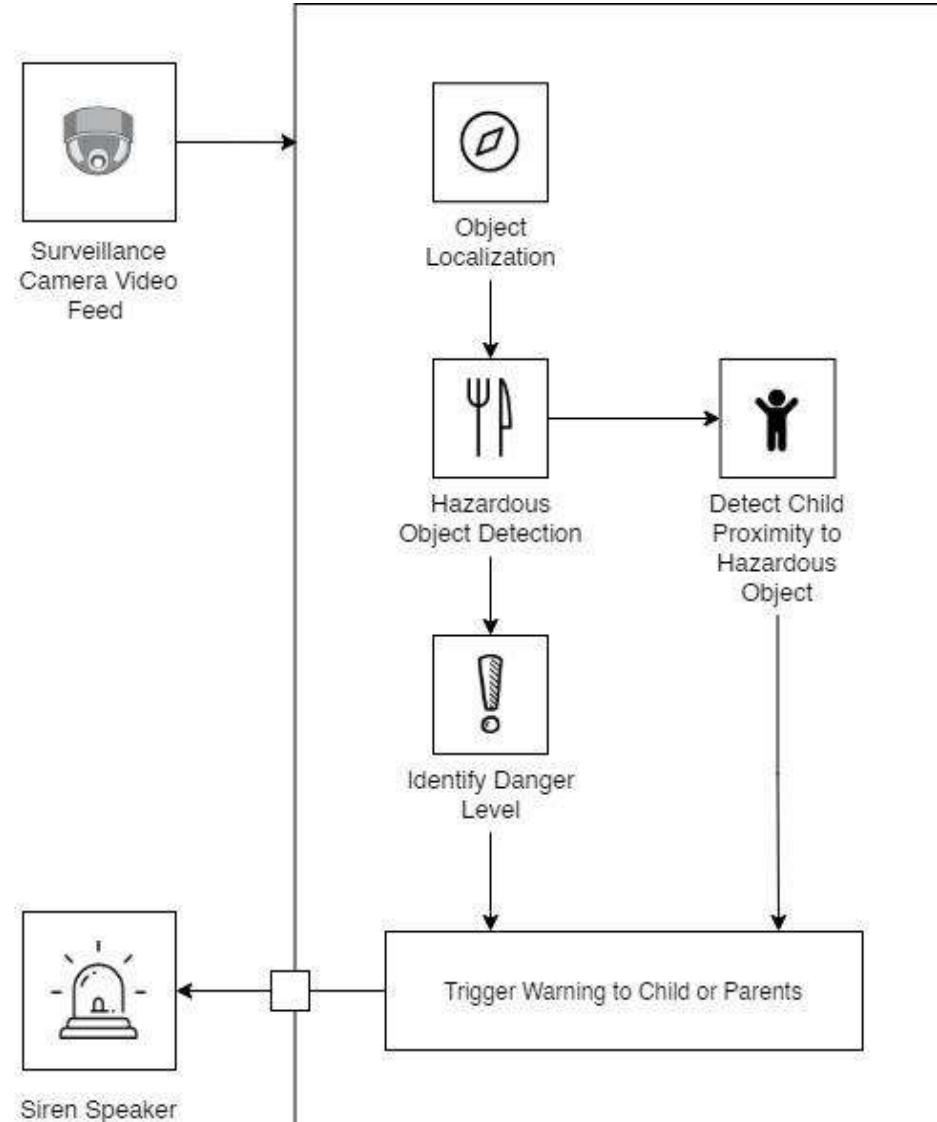 Surveillance
Camera Video
Feed
Object
Localization
Hazardous
Object Detection
Detect Child
Proximity to
Hazardous
Object
Identify Danger
Level
Trigger Warning to Child or Parents
Siren Speaker